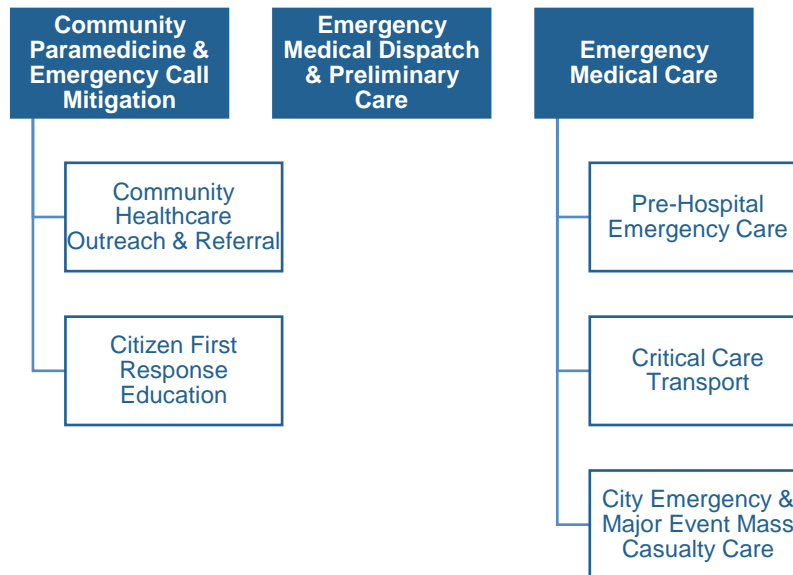 Community
Paramedicine &
Emergency Call
Mitigation
Emergency
Medical Dispatch
& Preliminary
Care
Emergency
Medical Care
Community
Healthcare
Outreach & Referral
Citizen First
Response
Education
Pre-Hospital
Emergency Care
Critical Care
Transport
City Emergency &
Major Event Mass
Casualty Care